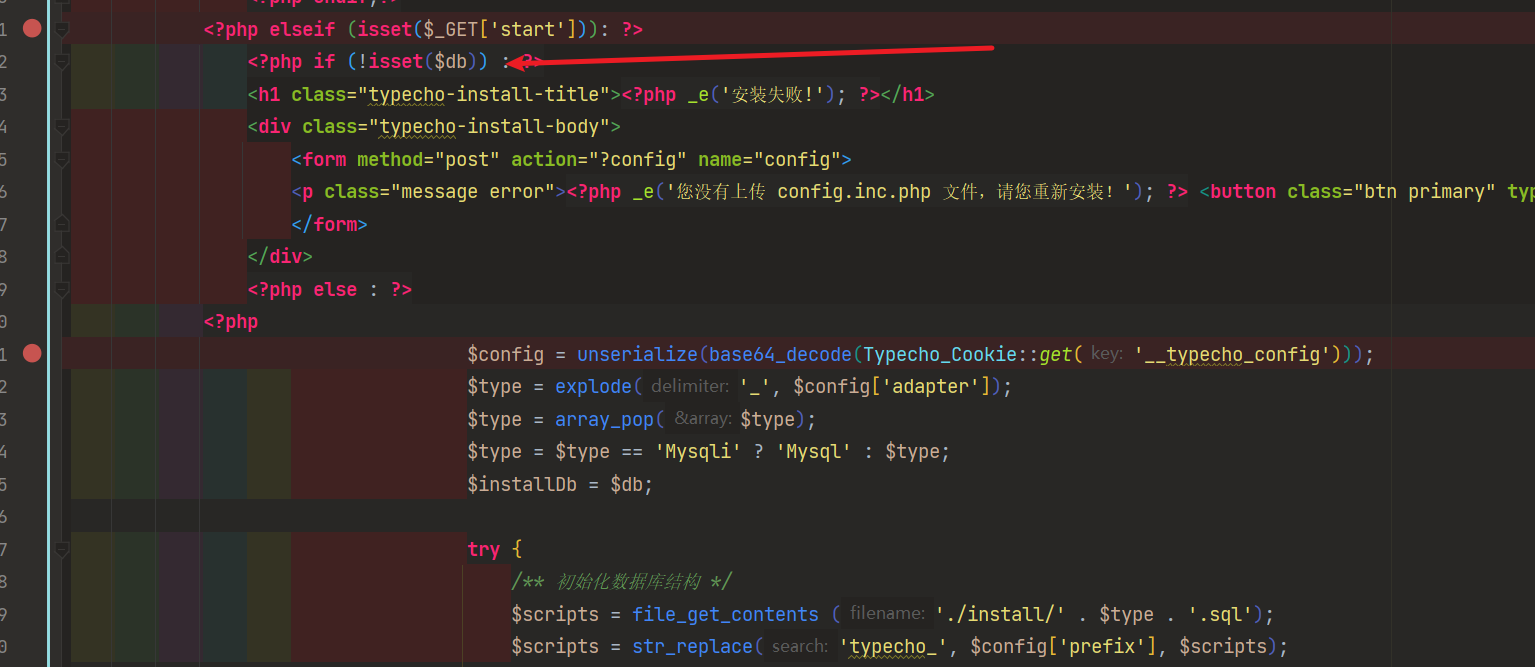 <?php endif;?>
1 <?php elseif (isset($_GET['start'])): ?>
2 <?php if (!isset($db)) : ?>
3 <h1 class="typecho-install-title"><?php _e('安装失败!'); ?></h1>
4 <div class="typecho-install-body">
5 <form method="post" action="?config" name="config">
6 <p class="message error"><?php _e('您没有上传 config.inc.php 文件，请您重新安装！'); ?> <button class="btn primary" typ
7 </form>
8 </div>
9 <?php else : ?>
0 <?php
1 $config = unserialize(base64_decode(Typecho_Cookie::get( key: '__typecho_config')));
2 $type = explode( delimiter: '_', $config['adapter']);
3 $type = array_pop( &array: $type);
4 $type = $type == 'Mysqli' ? 'Mysql' : $type;
5 $installDb = $db;
6
7 try {
8 /** 初始化数据库结构 */
9 $scripts = file_get_contents ( filename: './install/' . $type . '.sql');
0 $scripts = str_replace( search: 'typecho_', $config['prefix'], $scripts);